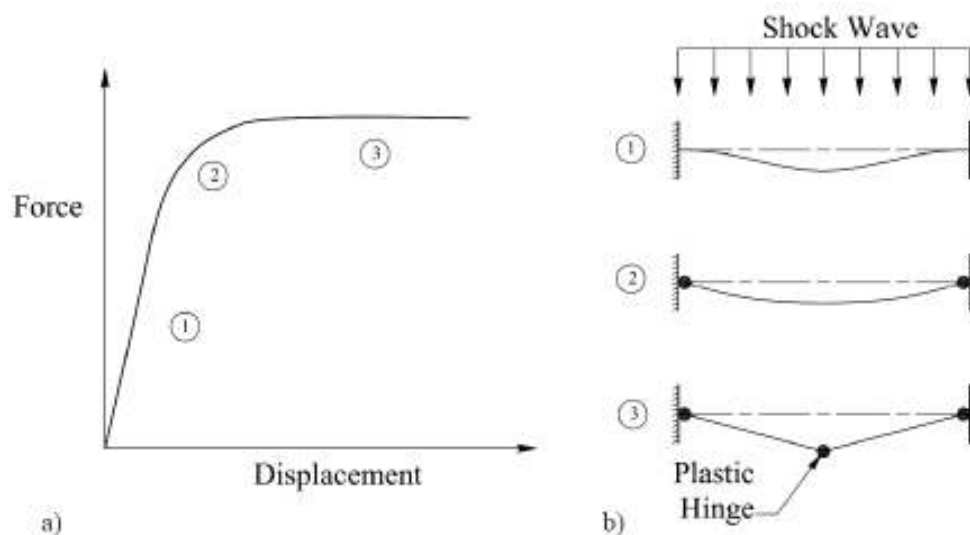 Shock Wave
Force
1
2
3
Displacement
a)
1
2
3
Plastic
Hinge
b)